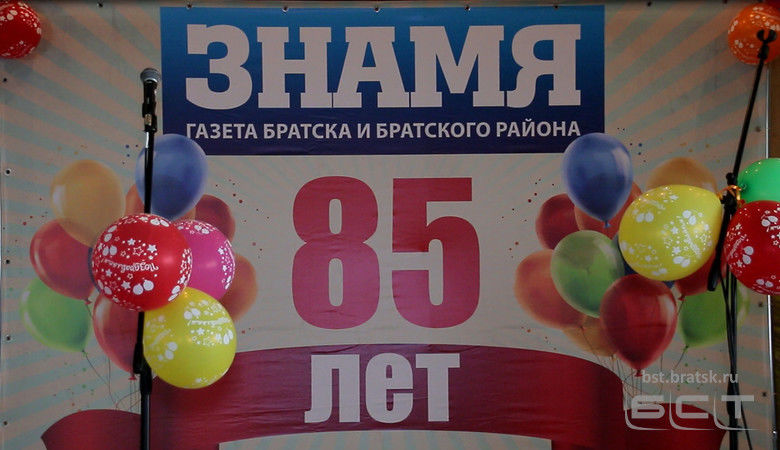 ЗНАМЯ
ГАЗЕТА БРАТСКА И БРАТСКОГО РАЙОНА
85
лет
bst.bratsk.ru
БСТ